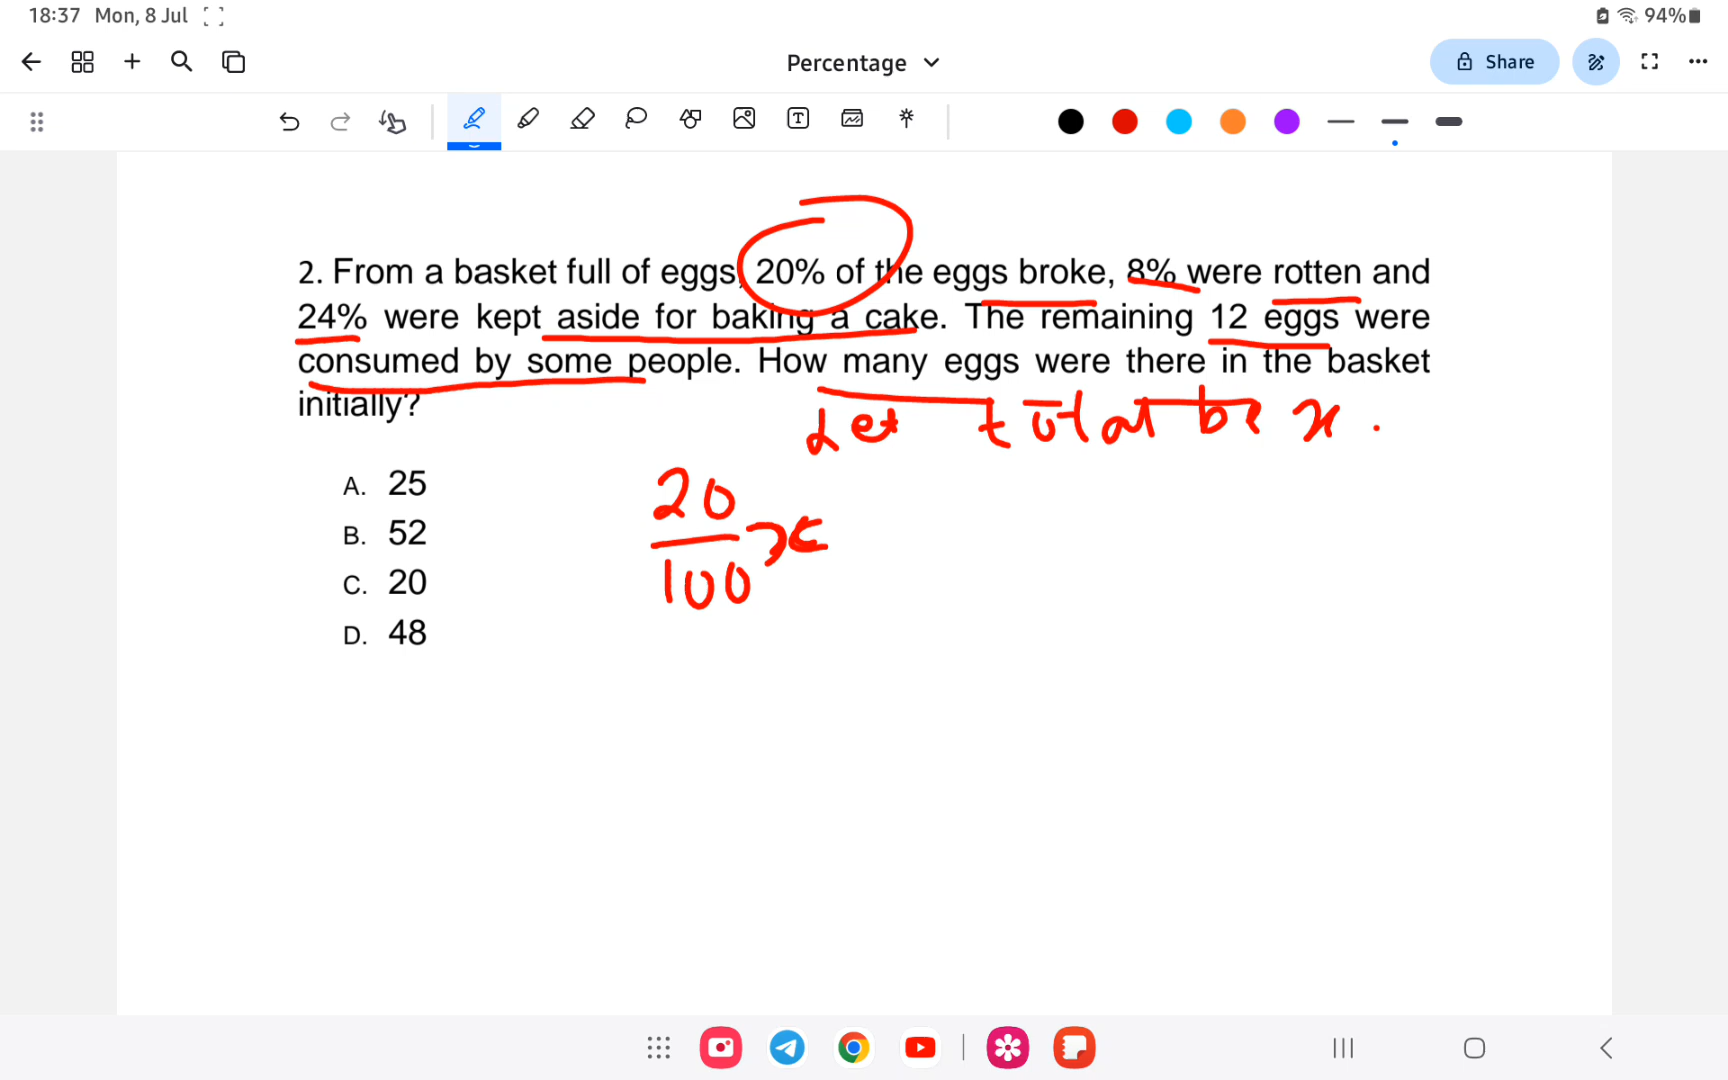 18:37 Mon, 8 Jul 94%
Percentage
Share
2. From a basket full of eggs, 20% of the eggs broke, 8% were rotten and
24% were kept aside for baking a cake. The remaining 12 eggs were
consumed by some people. How many eggs were there in the basket
initially?
Let total be x.
A. 25
B. 52
C. 20
D. 48
20
100 x